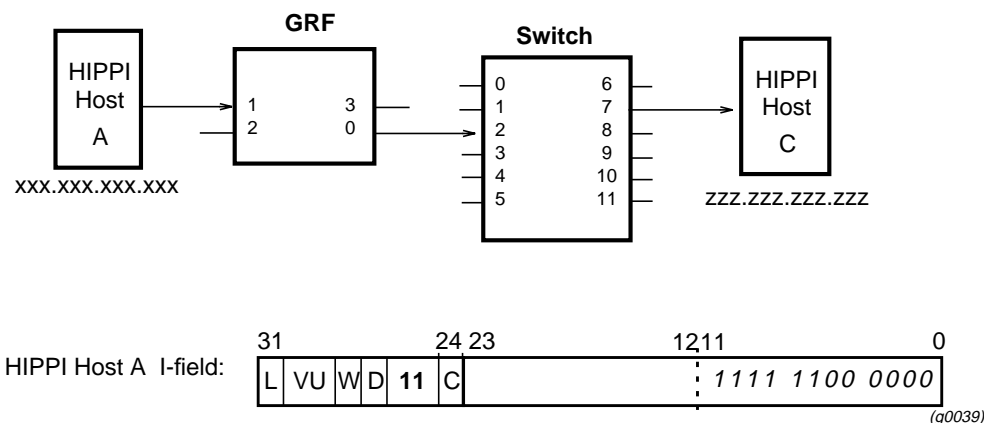 GRF
Switch
HIPPI
Host
A
xxx.xxx.xxx.xxx
1 3
2 0
0 6
1 7
2 8
3 9
4 10
5 11
HIPPI
Host
C
zzz.zzz.zzz.zzz
31 24 23 1211 0
HIPPI Host A I-field: L VU W D 11 C 1111 1100 0000
(g0039)